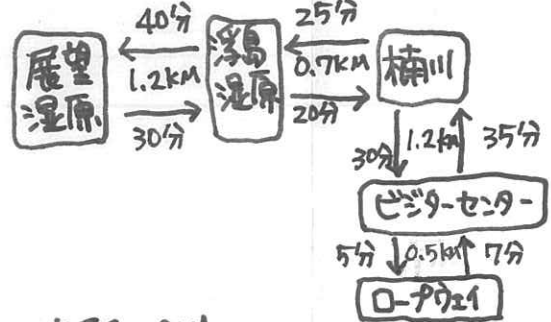 40分
25分
展望
湿原
1.2KM
浮島
湿原
0.7KM
楠川
30分
20分
30分
1.2km
35分
ビジターセンター
5分
0.5km
7分
ロープウェイ